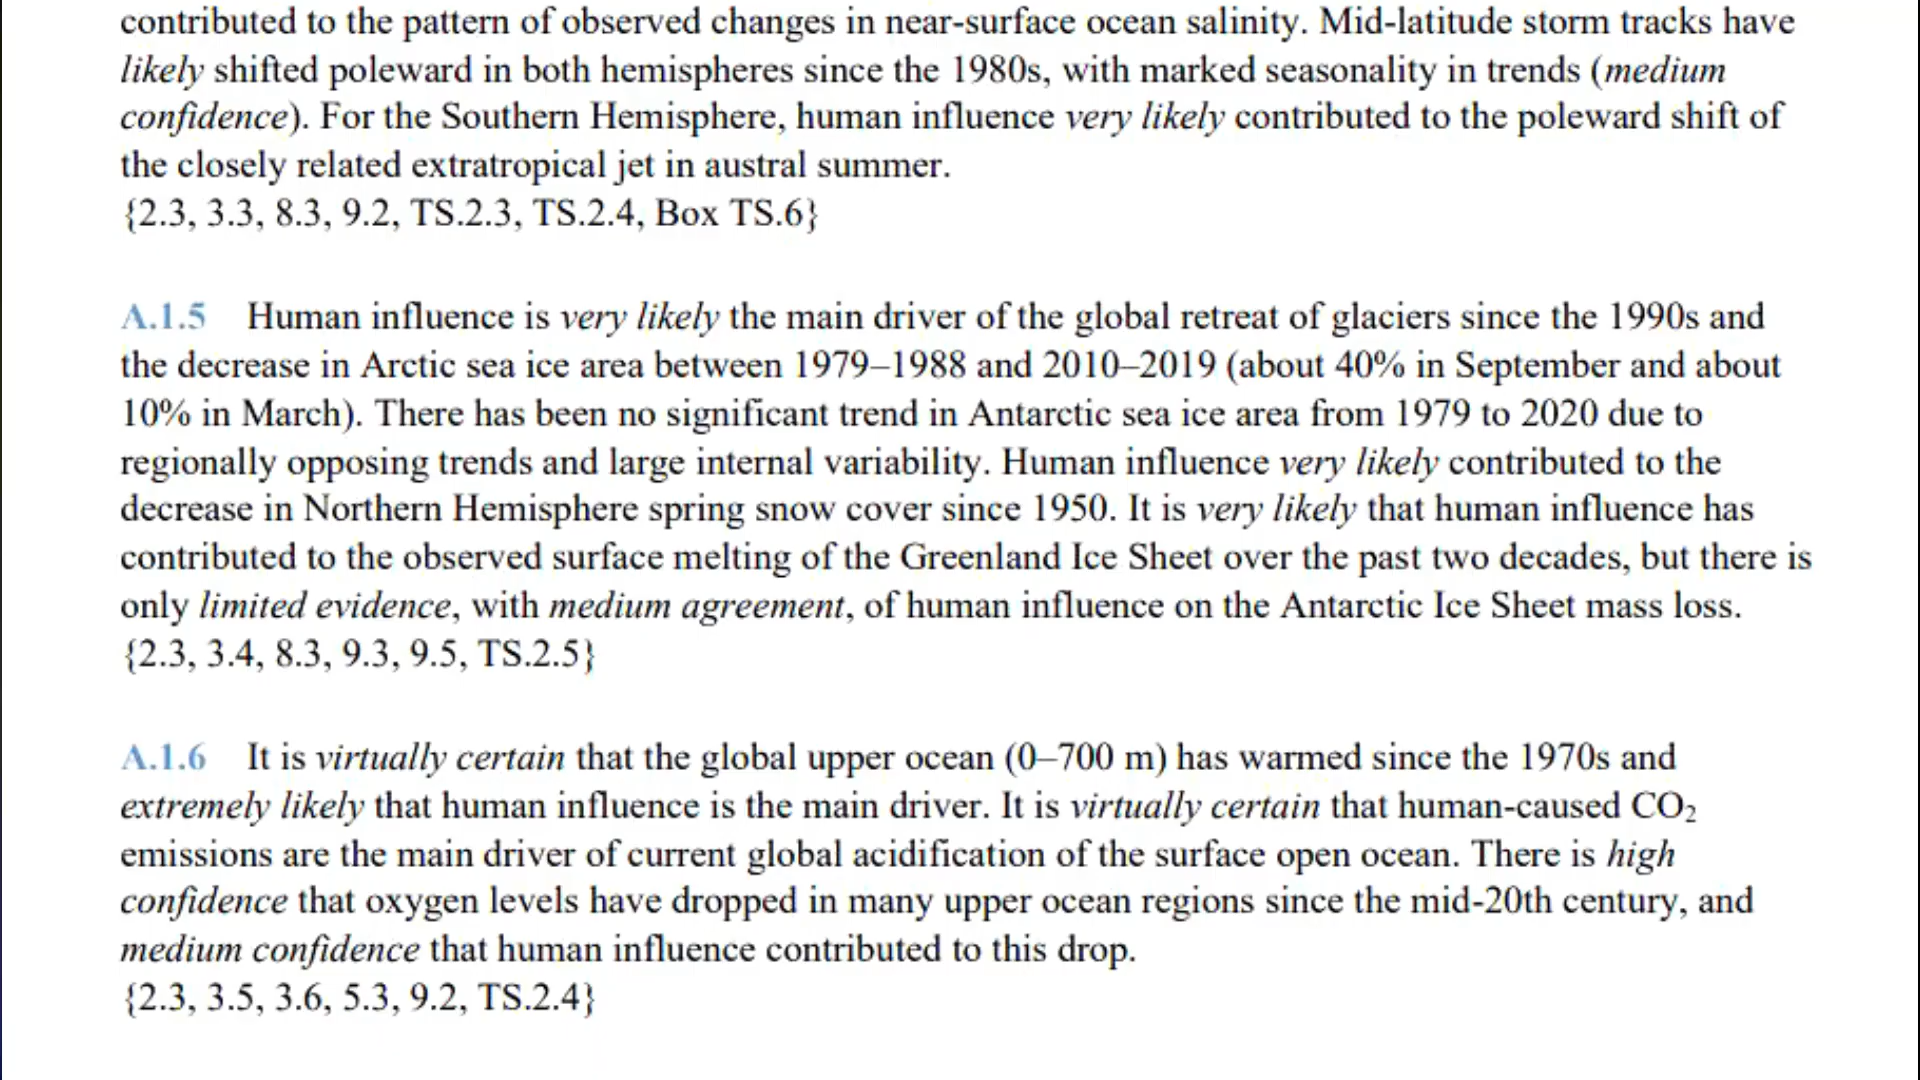 contributed to the pattern of observed changes in near-surface ocean salinity. Mid-latitude storm tracks have
likely shifted poleward in both hemispheres since the 1980s, with marked seasonality in trends (medium
confidence). For the Southern Hemisphere, human influence very likely contributed to the poleward shift of
the closely related extratropical jet in austral summer.
{2.3, 3.3, 8.3, 9.2, TS.2.3, TS.2.4, Box TS.6}
A.1.5 Human influence is very likely the main driver of the global retreat of glaciers since the 1990s and
the decrease in Arctic sea ice area between 1979–1988 and 2010–2019 (about 40% in September and about
10% in March). There has been no significant trend in Antarctic sea ice area from 1979 to 2020 due to
regionally opposing trends and large internal variability. Human influence very likely contributed to the
decrease in Northern Hemisphere spring snow cover since 1950. It is very likely that human influence has
contributed to the observed surface melting of the Greenland Ice Sheet over the past two decades, but there is
only limited evidence, with medium agreement, of human influence on the Antarctic Ice Sheet mass loss.
{2.3, 3.4, 8.3, 9.3, 9.5, TS.2.5}
A.1.6 It is virtually certain that the global upper ocean (0–700 m) has warmed since the 1970s and
extremely likely that human influence is the main driver. It is virtually certain that human-caused CO₂
emissions are the main driver of current global acidification of the surface open ocean. There is high
confidence that oxygen levels have dropped in many upper ocean regions since the mid-20th century, and
medium confidence that human influence contributed to this drop.
{2.3, 3.5, 3.6, 5.3, 9.2, TS.2.4}